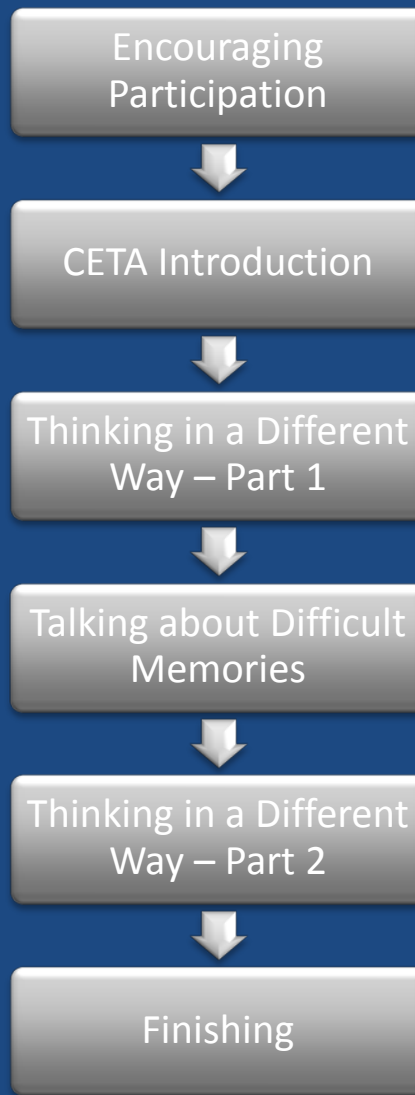 Encouraging
Participation
CETA Introduction
Thinking in a Different
Way – Part 1
Talking about Difficult
Memories
Thinking in a Different
Way – Part 2
Finishing